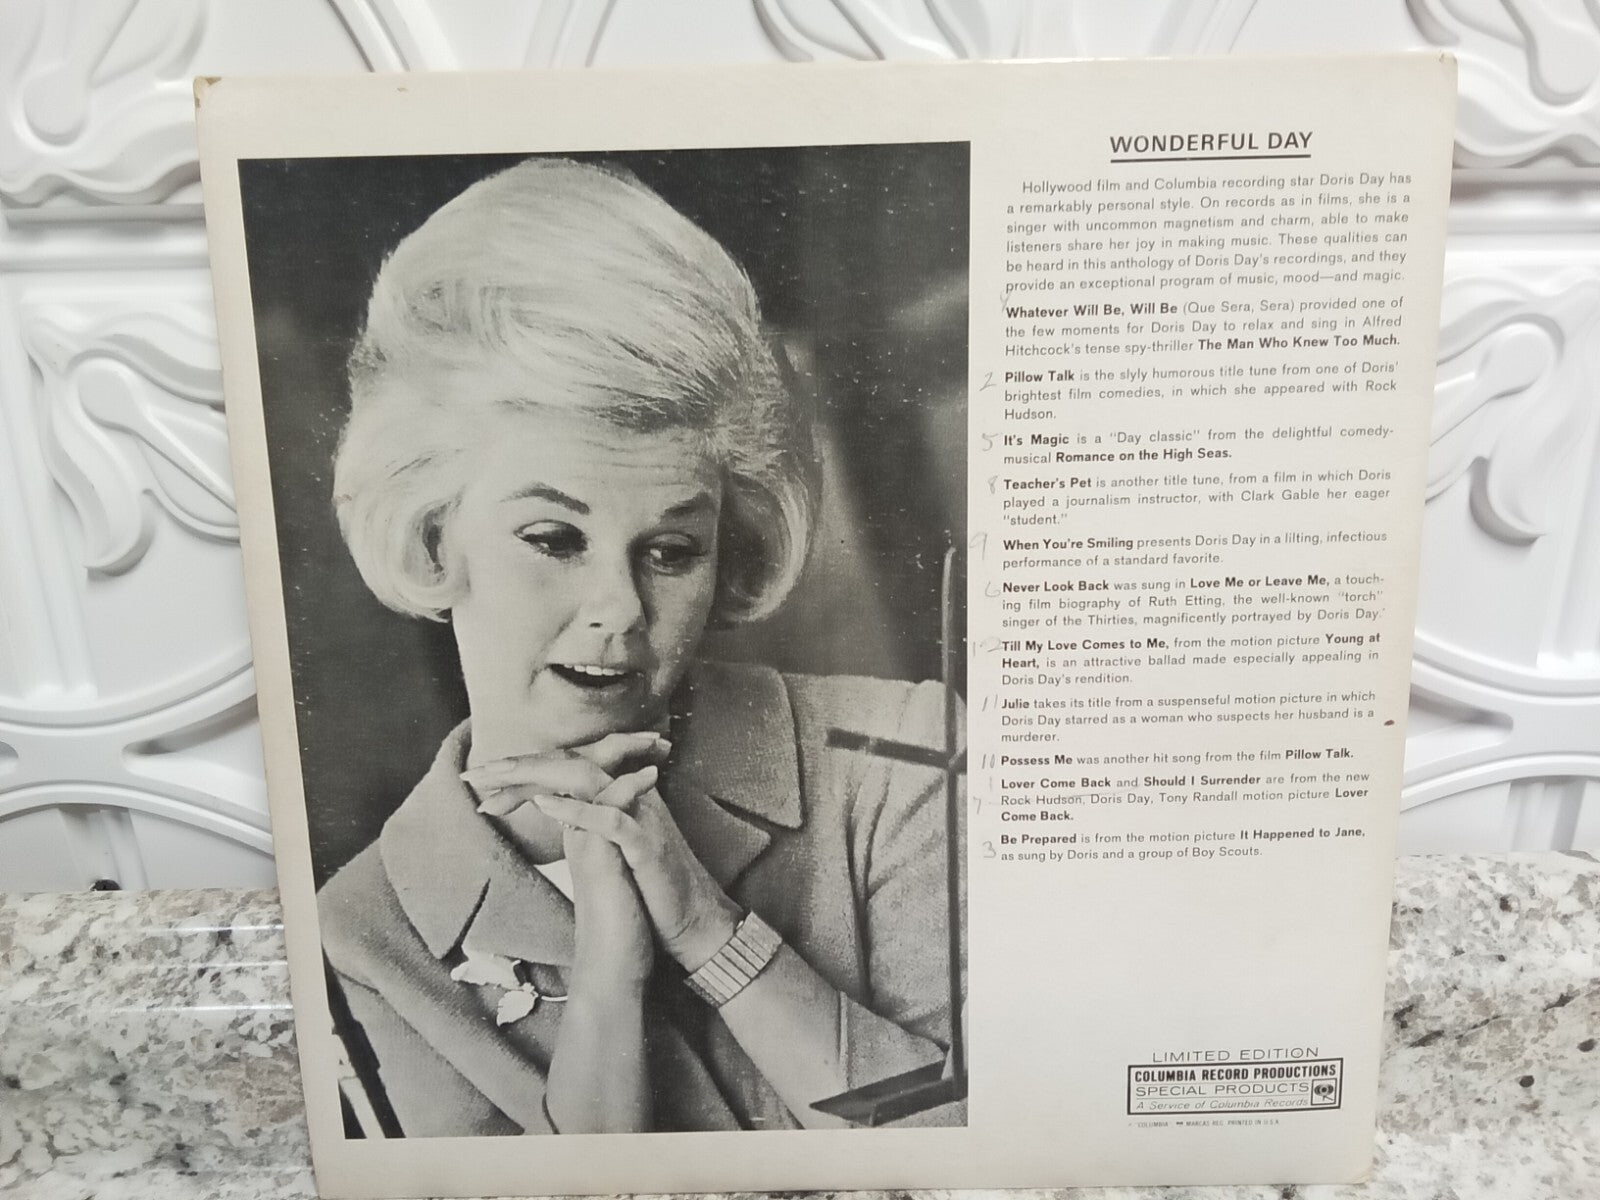 WONDERFUL DAY
Hollywood film and Columbia recording star Doris Day has
a remarkably personal style. On records as in films, she is a
singer with uncommon magnetism and charm, able to make
listeners share her joy in making music. These qualities can
be heard in this anthology of Doris Day's recordings, and they
provide an exceptional program of music, mood—and magic.
Whatever Will Be, Will Be (Que Sera, Sera) provided one of
the few moments for Doris Day to relax and sing in Alfred
Hitchcock's tense spy-thriller The Man Who Knew Too Much.
2 Pillow Talk is the slyly humorous title tune from one of Doris'
brightest film comedies, in which she appeared with Rock
Hudson.
5 It's Magic is a "Day classic" from the delightful comedy-
musical Romance on the High Seas.
8 Teacher's Pet is another title tune, from a film in which Doris
played a journalism instructor, with Clark Gable her eager
"student."
9 When You're Smiling presents Doris Day in a lilting, infectious
performance of a standard favorite.
6 Never Look Back was sung in Love Me or Leave Me, a touch-
ing film biography of Ruth Etting, the well-known "torch"
singer of the Thirties, magnificently portrayed by Doris Day.
12 Till My Love Comes to Me, from the motion picture Young at
Heart, is an attractive ballad made especially appealing in
Doris Day's rendition.
11 Julie takes its title from a suspenseful motion picture in which
Doris Day starred as a woman who suspects her husband is a
murderer.
10 Possess Me was another hit song from the film Pillow Talk.
1 Lover Come Back and Should I Surrender are from the new
7 Rock Hudson, Doris Day, Tony Randall motion picture Lover
Come Back.
3 Be Prepared is from the motion picture It Happened to Jane,
as sung by Doris and a group of Boy Scouts.
LIMITED EDITION
COLUMBIA RECORD PRODUCTIONS
SPECIAL PRODUCTS
A Service of Columbia Records
"COLUMBIA" MARCAS REG. PRINTED IN U.S.A.